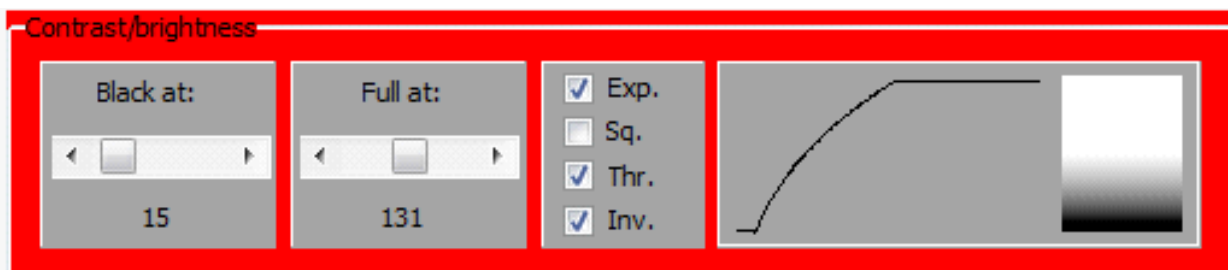 Contrast/brightness
Black at:
15
Full at:
131
Exp.
Sq.
Thr.
Inv.